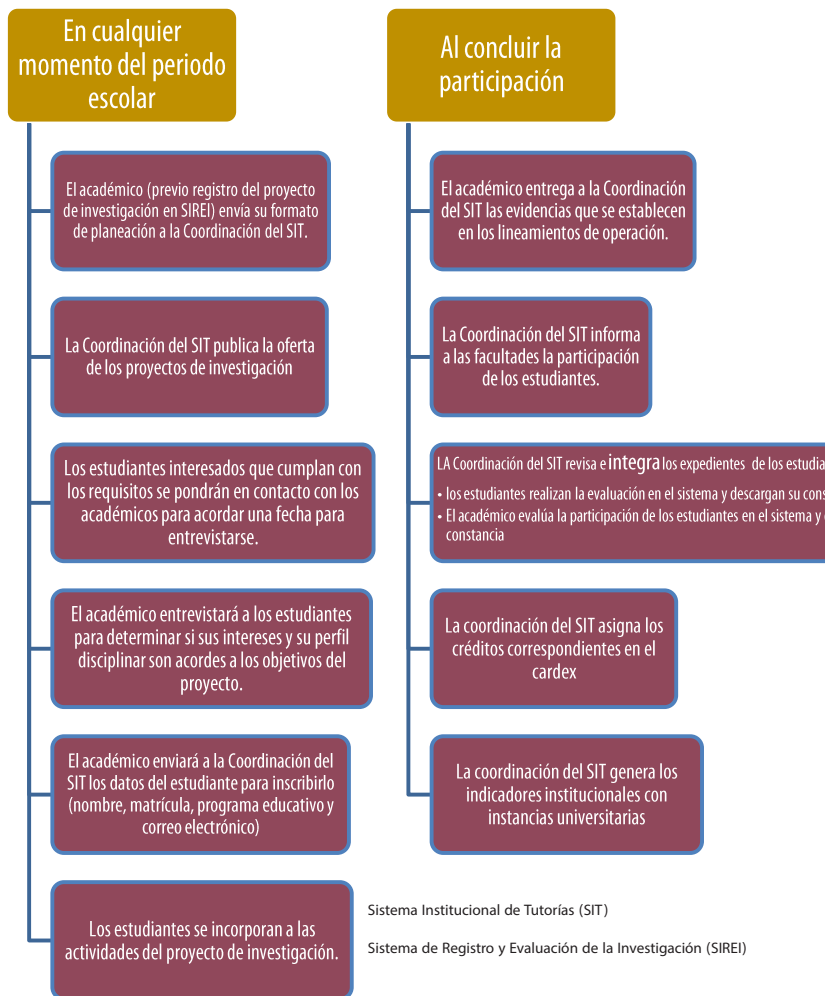 En cualquier
momento del periodo
escolar
El académico (previo registro del proyecto
de investigación en SIREI) envía su formato
de planeación a la Coordinación del SIT.
La Coordinación del SIT publica la oferta
de los proyectos de investigación
Los estudiantes interesados que cumplan con
los requisitos se pondrán en contacto con los
académicos para acordar una fecha para
entrevistarse.
El académico entrevistará a los estudiantes
para determinar si sus intereses y su perfil
disciplinar son acordes a los objetivos del
proyecto.
El académico enviará a la Coordinación del
SIT los datos del estudiante para inscribirlo
(nombre, matrícula, programa educativo y
correo electrónico)
Los estudiantes se incorporan a las
actividades del proyecto de investigación.
Al concluir la
participación
El académico entrega a la Coordinación
del SIT las evidencias que se establecen
en los lineamientos de operación.
La Coordinación del SIT informa
a las facultades la participación
de los estudiantes.
LA Coordinación del SIT revisa e integra los expedientes de los
• los estudiantes realizan la evaluación en el sistema y descargan su
• El académico evalúa la participación de los estudiantes en el sistema y
constancia
La coordinación del SIT asigna los
créditos correspondientes en el
cardex
La coordinación del SIT genera los
indicadores institucionales con
instancias universitarias
Sistema Institucional de Tutorías (SIT)
Sistema de Registro y Evaluación de la Investigación (SIREI)